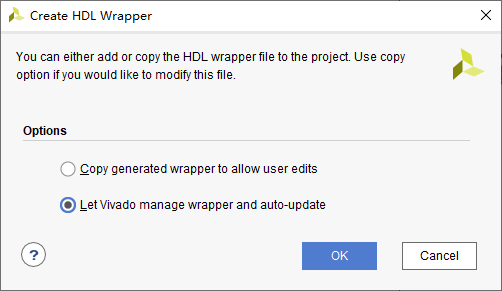 Create HDL Wrapper
You can either add or copy the HDL wrapper file to the project. Use copy
option if you would like to modify this file.
Options
Copy generated wrapper to allow user edits
Let Vivado manage wrapper and auto-update
?
OK
Cancel